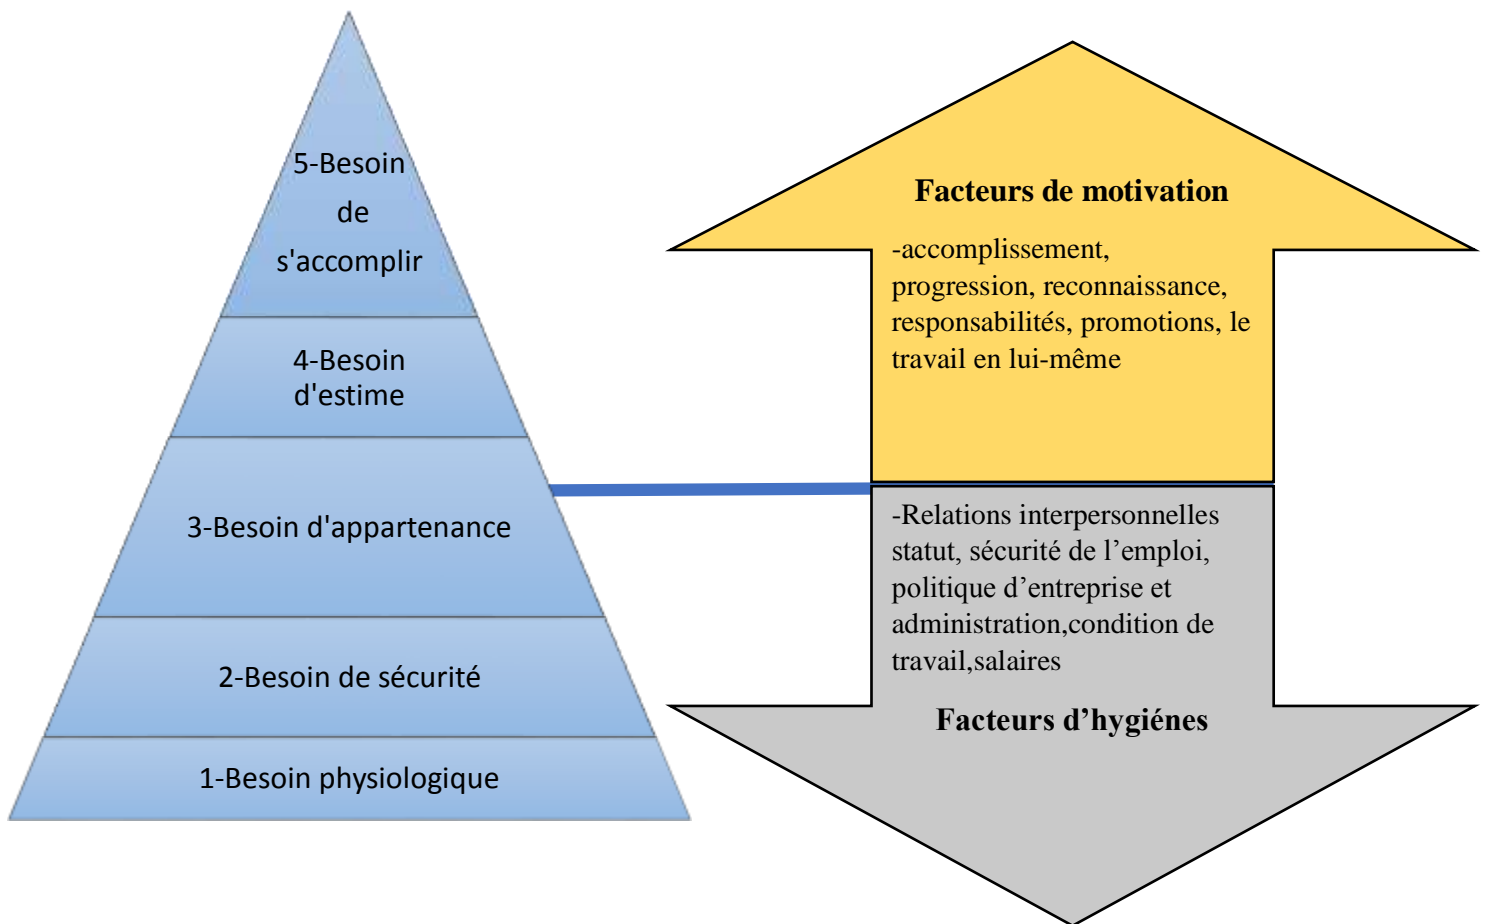 5-Besoin
de
s'accomplir
4-Besoin
d'estime
3-Besoin d'appartenance
2-Besoin de sécurité
1-Besoin physiologique
Facteurs de motivation
-accomplissement,
progression, reconnaissance,
responsabilités, promotions, le
travail en lui-même
-Relations interpersonnelles
statut, sécurité de l’emploi,
politique d’entreprise et
administration,condition de
travail,salaires
Facteurs d’hygiénes